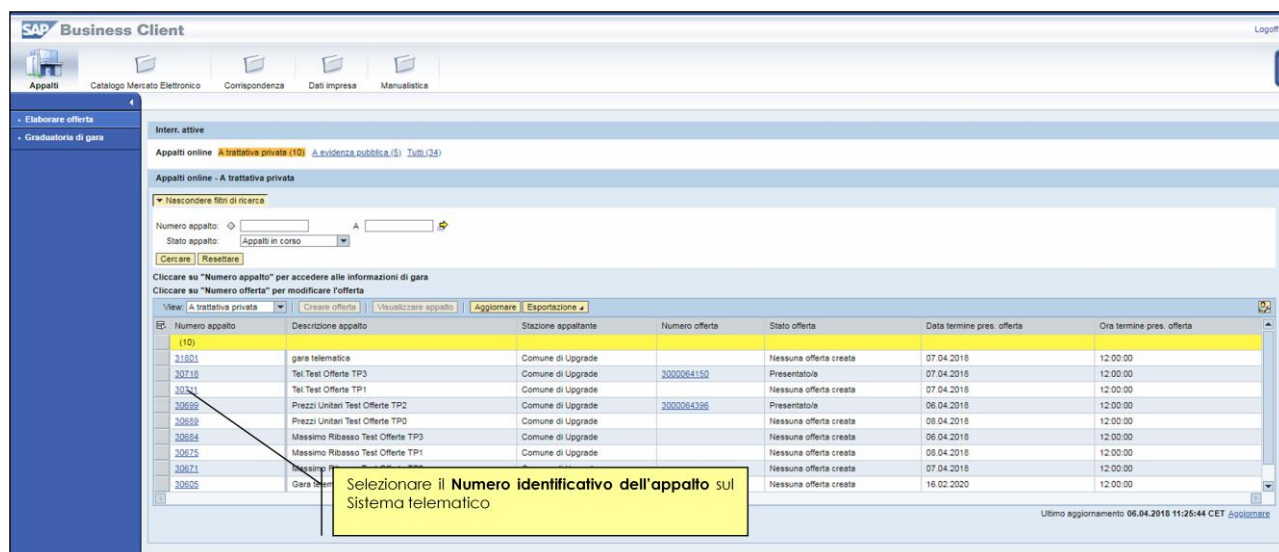 SAP Business Client
Logoff
Appalti Catalogo Mercato Elettronico Corrispondenza Dati impresa Manualistica
Elaborare offerta
Graduatoria di gara
Interr. attive
Appalti online A trattativa privata (10) A evidenza pubblica (5) Tutti (34)
Appalti online - A trattativa privata
Nascondere filtri di ricerca
Numero appalto: A
Stato appalto: Appalti in corso
Cercare Resettare
Cliccare su "Numero appalto" per accedere alle informazioni di gara
Cliccare su "Numero offerta" per modificare l'offerta
View: A trattativa privata Creare offerta Visualizzare appalto Aggiornare Esportazione
Numero appalto Descrizione appalto Stazione appaltante Numero offerta Stato offerta Data termine pres. offerta Ora termine pres. offerta
(10)
31801 gara telematica Comune di Upgrade Nessuna offerta creata 07.04.2018 12:00:00
30718 Tel.Test Offerte TP3 Comune di Upgrade 3000064150 Presentato/a 07.04.2018 12:00:00
30711 Tel.Test Offerte TP1 Comune di Upgrade Nessuna offerta creata 07.04.2018 12:00:00
30699 Prezzi Unitari Test Offerte TP2 Comune di Upgrade 3000064396 Presentato/a 06.04.2018 12:00:00
30689 Prezzi Unitari Test Offerte TP0 Comune di Upgrade Nessuna offerta creata 08.04.2018 12:00:00
30684 Massimo Ribasso Test Offerte TP3 Comune di Upgrade Nessuna offerta creata 06.04.2018 12:00:00
30675 Massimo Ribasso Test Offerte TP1 Comune di Upgrade Nessuna offerta creata 08.04.2018 12:00:00
30671 Massimo Nessuna offerta creata 07.04.2018 12:00:00
30605 Gara Nessuna offerta creata 16.02.2020 12:00:00
Selezionare il Numero identificativo dell'appalto sul
Sistema telematico
Ultimo aggiornamento 06.04.2018 11:25:44 CET Aggiornare